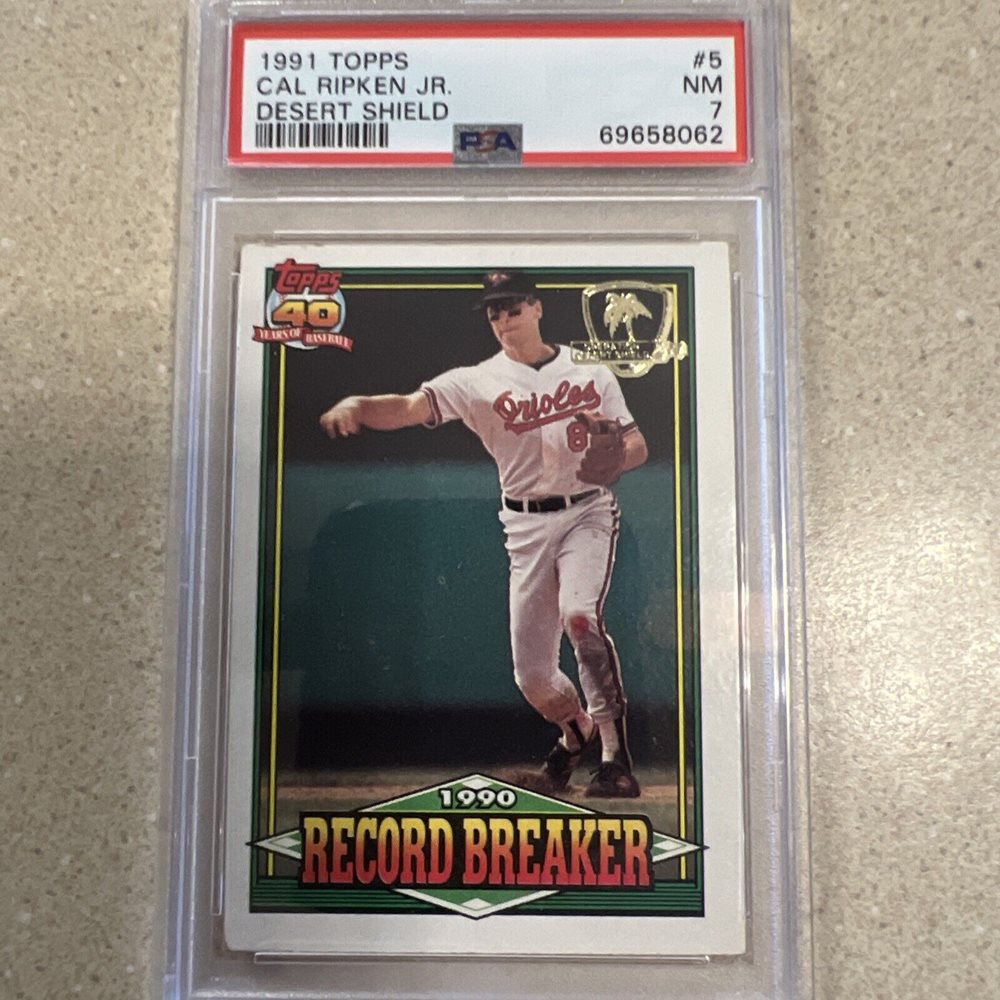 1991 TOPPS #5
CAL RIPKEN JR. NM
DESERT SHIELD 7
PSA 69658062
TOPPS
40
YEARS OF BASEBALL
Orioles
8
1990
RECORD BREAKER